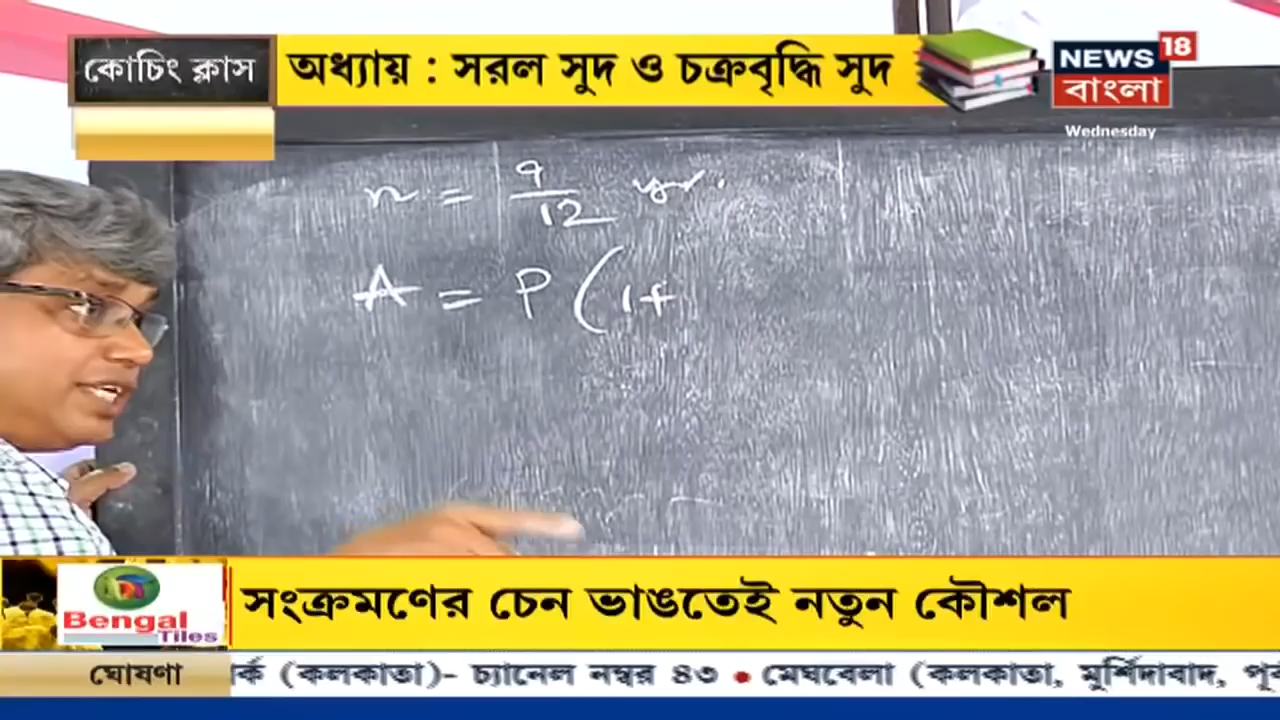 কোচিং ক্লাস
অধ্যায় : সরল সুদ ও চক্রবৃদ্ধি সুদ
NEWS 18
বাংলা
Wednesday
n = 9/12 yr.
A = P (1+
Bengal
Tiles
সংক্রমণের চেন ভাঙতেই নতুন কৌশল
ঘোষণা
র্ক (কলকাতা)- চ্যানেল নম্বর ৪৩ • মেঘবেলা (কলকাতা, মুর্শিদাবাদ, পূর্ব